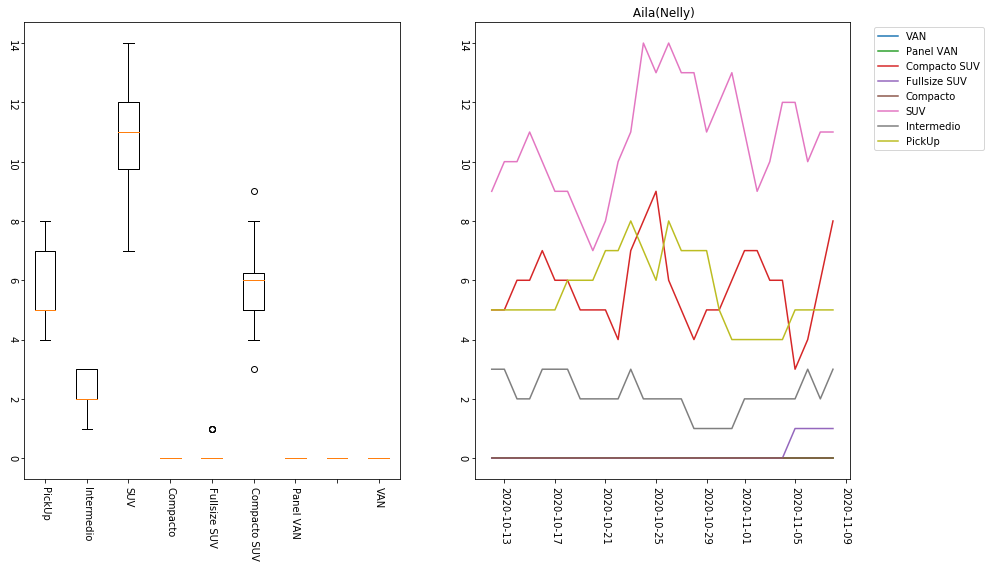 Aila(Nelly)
14
12
10
8
6
4
2
0
PickUp
Intermedio
SUV
Compacto
Fullsize SUV
Compacto SUV
Panel VAN
VAN
14
12
10
8
6
4
2
0
2020-10-13
2020-10-17
2020-10-21
2020-10-25
2020-10-29
2020-11-01
2020-11-05
2020-11-09
VAN
Panel VAN
Compacto SUV
Fullsize SUV
Compacto
SUV
Intermedio
PickUp